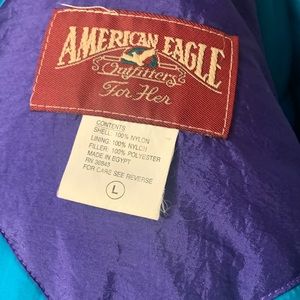 AMERICAN EAGLE
Outfitters
For Her
CONTENTS
SHELL: 100% NYLON
LINING: 100% NYLON
FILLER: 100% POLYESTER
MADE IN EGYPT
RN 90843
FOR CARE SEE REVERSE
L